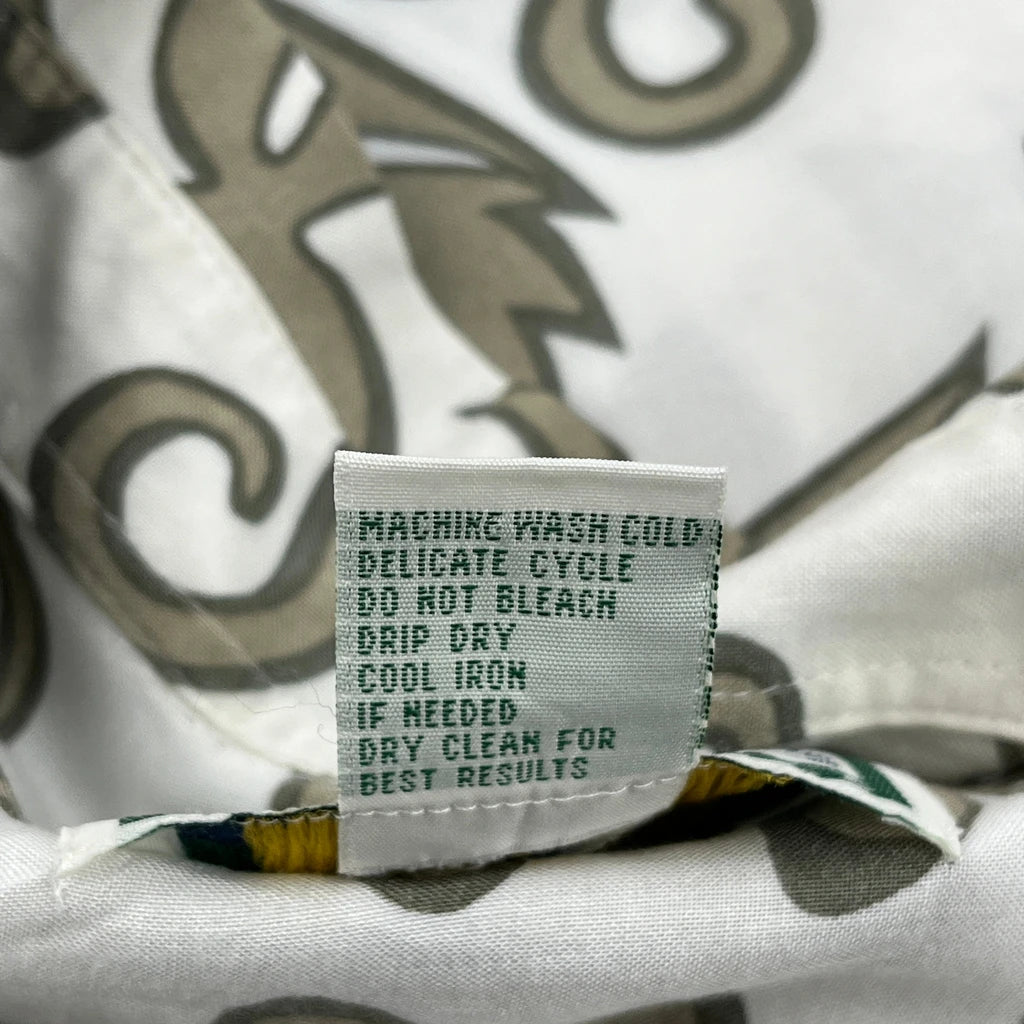 MACHINE WASH COLD
DELICATE CYCLE
DO NOT BLEACH
DRIP DRY
COOL IRON
IF NEEDED
DRY CLEAN FOR
BEST RESULTS